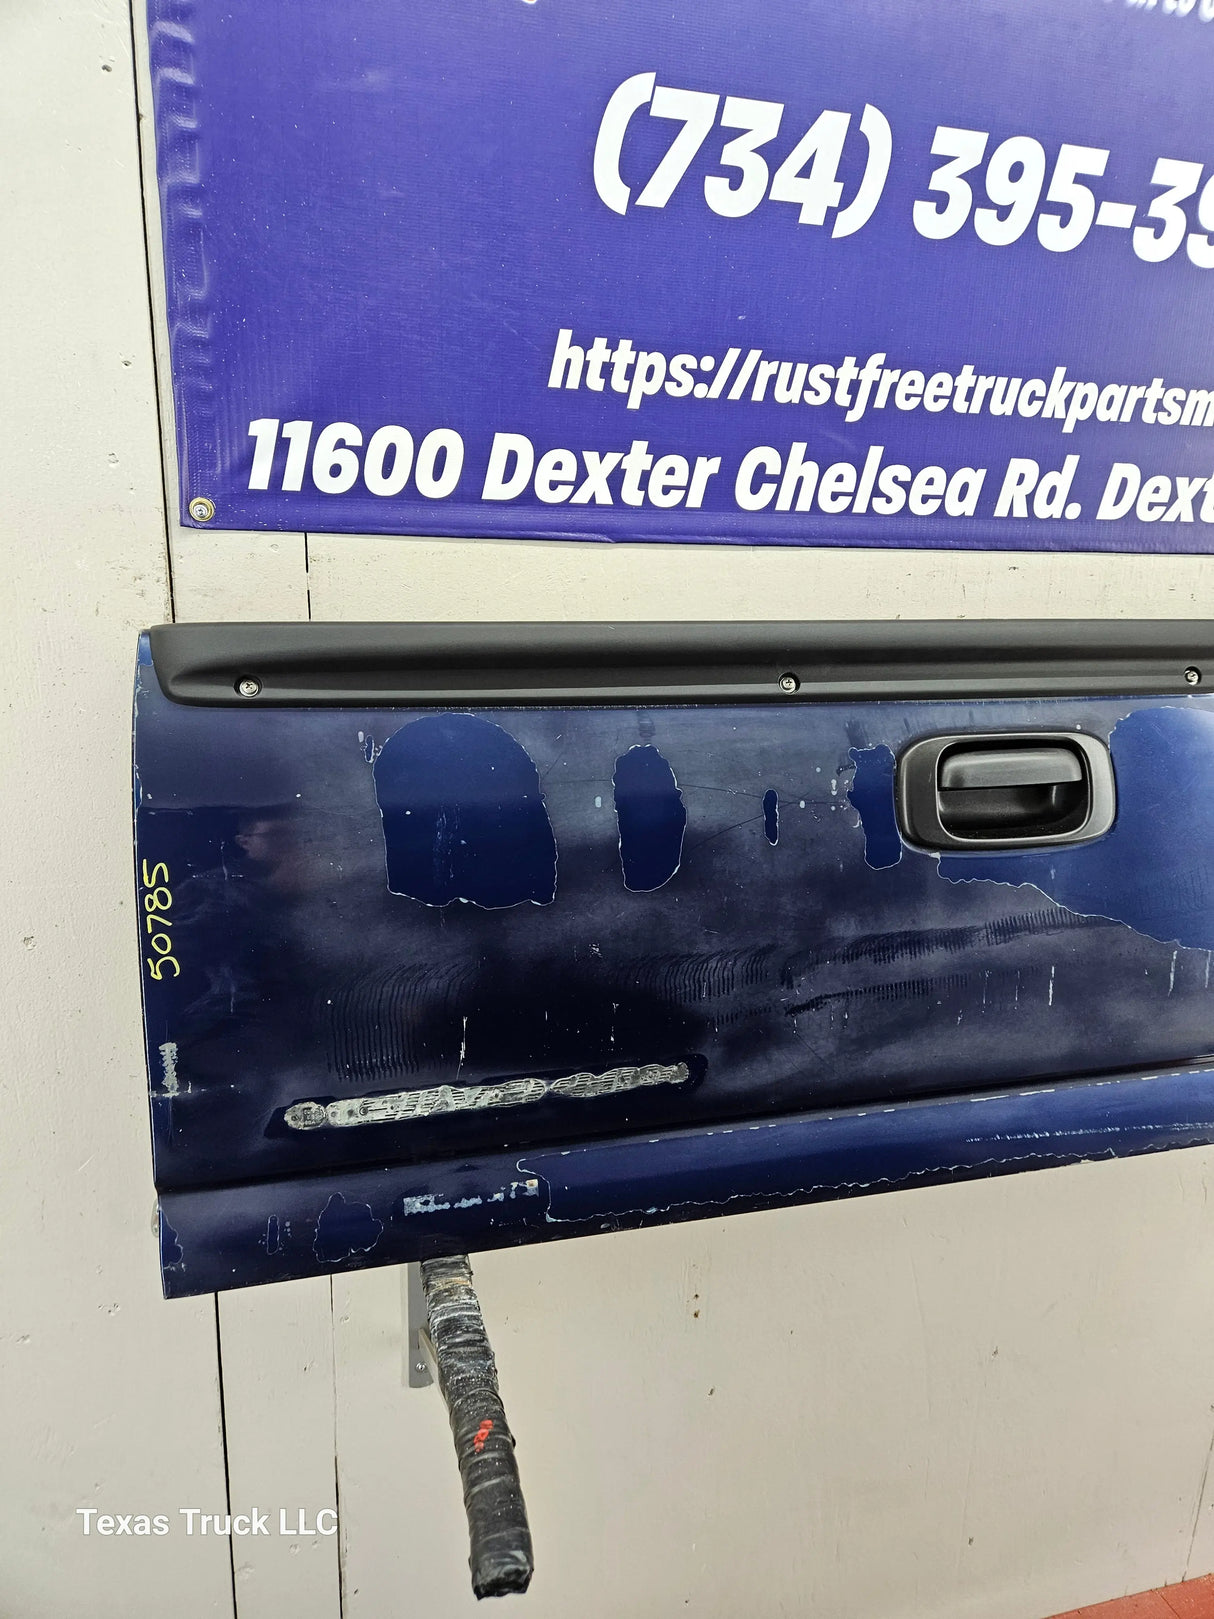 (734) 395-39
https://rustfreetruckpartsm
11600 Dexter Chelsea Rd. Dext
50785
Texas Truck LLC